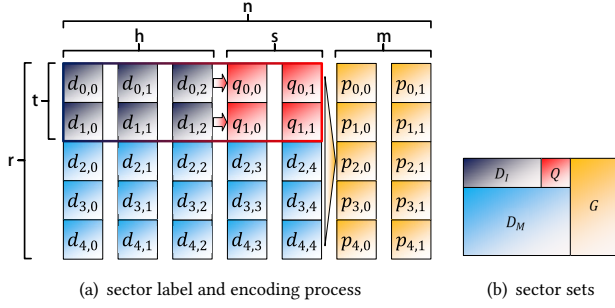 n
h s m
d0,0 d0,1 d0,2 q0,0 q0,1 p0,0 p0,1
t
d1,0 d1,1 d1,2 q1,0 q1,1 p1,0 p1,1
r
d2,0 d2,1 d2,2 d2,3 d2,4 p2,0 p2,1
d3,0 d3,1 d3,2 d3,3 d3,4 p3,0 p3,1
d4,0 d4,1 d4,2 d4,3 d4,4 p4,0 p4,1
(a) sector label and encoding process
DI Q
DM G
(b) sector sets